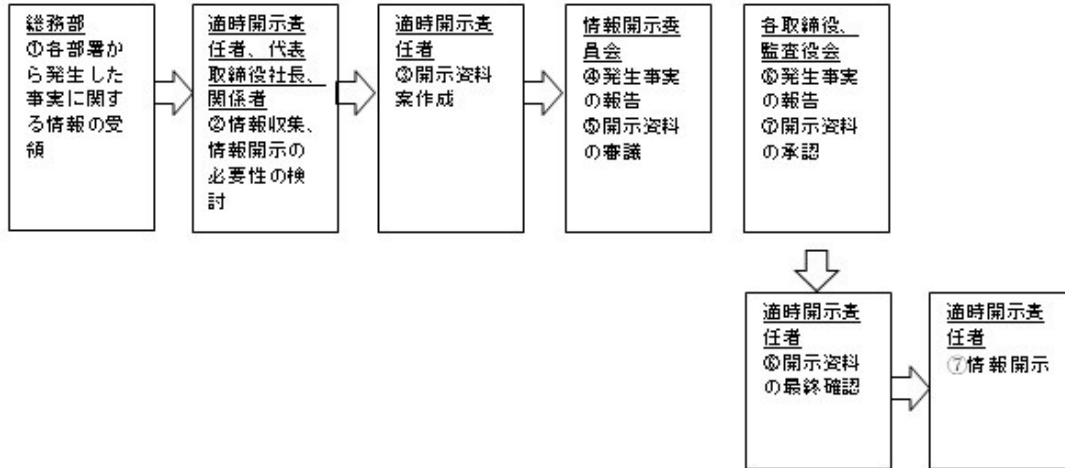 総務部
①各部署か
ら発生した
事実に関す
る情報の受
領
適時開示責
任者、代表
取締役社長、
関係者
②情報収集、
情報開示の
必要性の検
討
適時開示責
任者
③開示資料
案作成
情報開示委
員会
④発生事実
の報告
⑤開示資料
の審議
各取締役、
監査役会
⑥発生事実
の報告
⑦開示資料
の承認
適時開示責
任者
⑥開示資料
の最終確認
適時開示責
任者
⑦情報開示